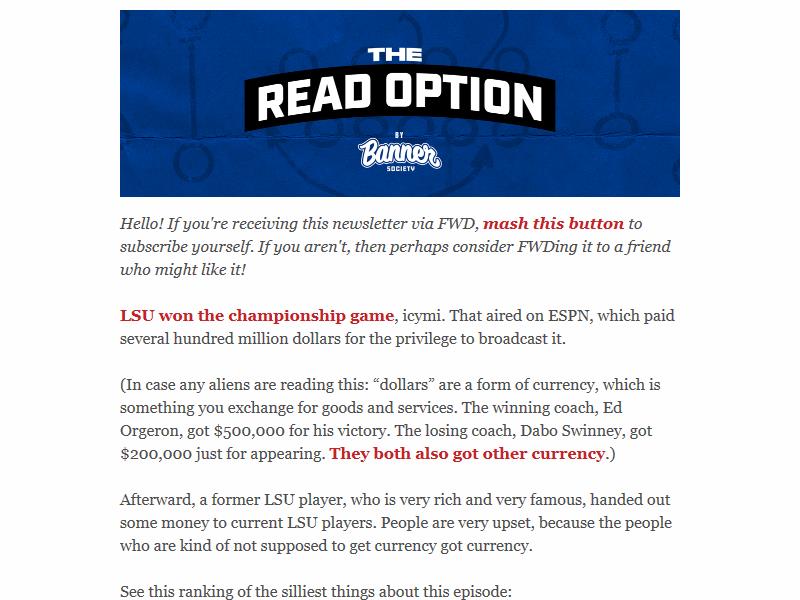 THE
READ OPTION
BY
Banner
SOCIETY
Hello! If you're receiving this newsletter via FWD, mash this button to
subscribe yourself. If you aren't, then perhaps consider FWDing it to a friend
who might like it!
LSU won the championship game, icymi. That aired on ESPN, which paid
several hundred million dollars for the privilege to broadcast it.
(In case any aliens are reading this: “dollars” are a form of currency, which is
something you exchange for goods and services. The winning coach, Ed
Orgeron, got $500,000 for his victory. The losing coach, Dabo Swinney, got
$200,000 just for appearing. They both also got other currency.)
Afterward, a former LSU player, who is very rich and very famous, handed out
some money to current LSU players. People are very upset, because the people
who are kind of not supposed to get currency got currency.
See this ranking of the silliest things about this episode: